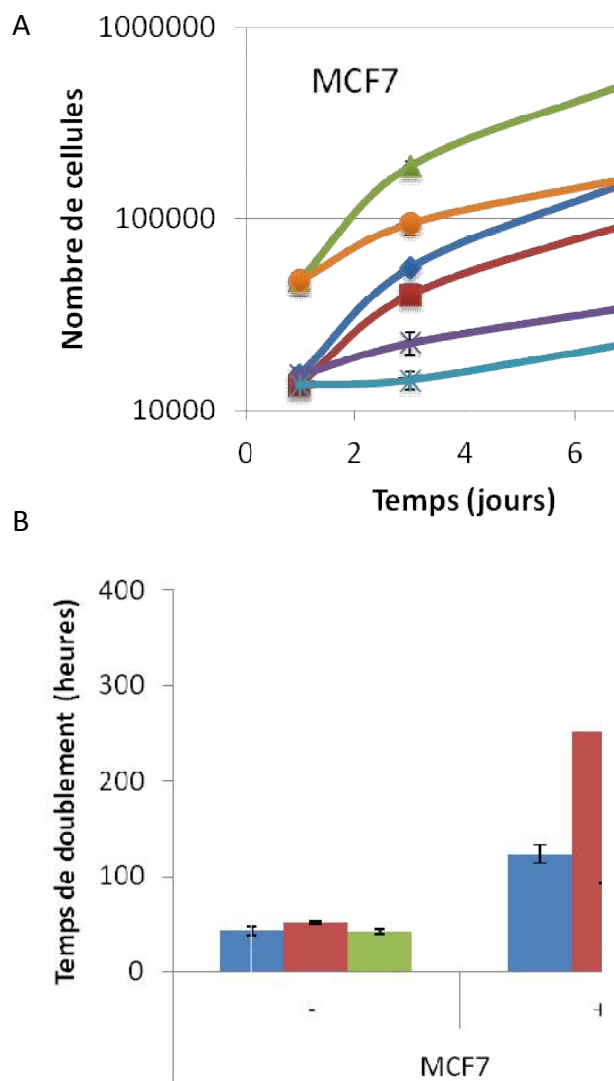 A
1000000
MCF7
100000
10000
Nombre de cellules
0 2 4 6
Temps (jours)
B
400
300
200
100
0
Temps de doublement (heures)
- +
MCF7